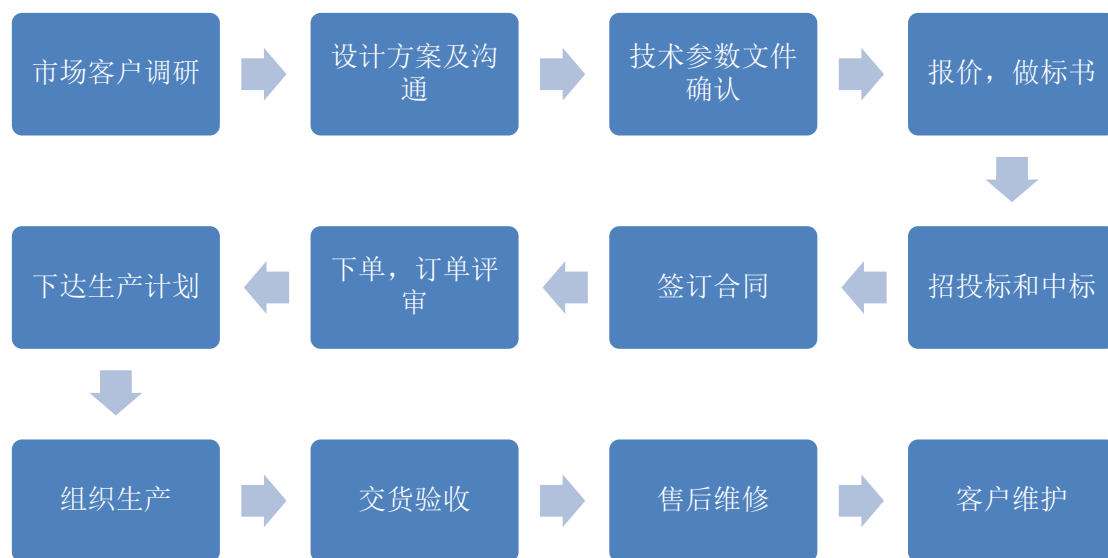 市场客户调研
设计方案及沟
通
技术参数文件
确认
报价，做标书
招投标和中标
签订合同
下单，订单评
审
下达生产计划
组织生产
交货验收
售后维修
客户维护